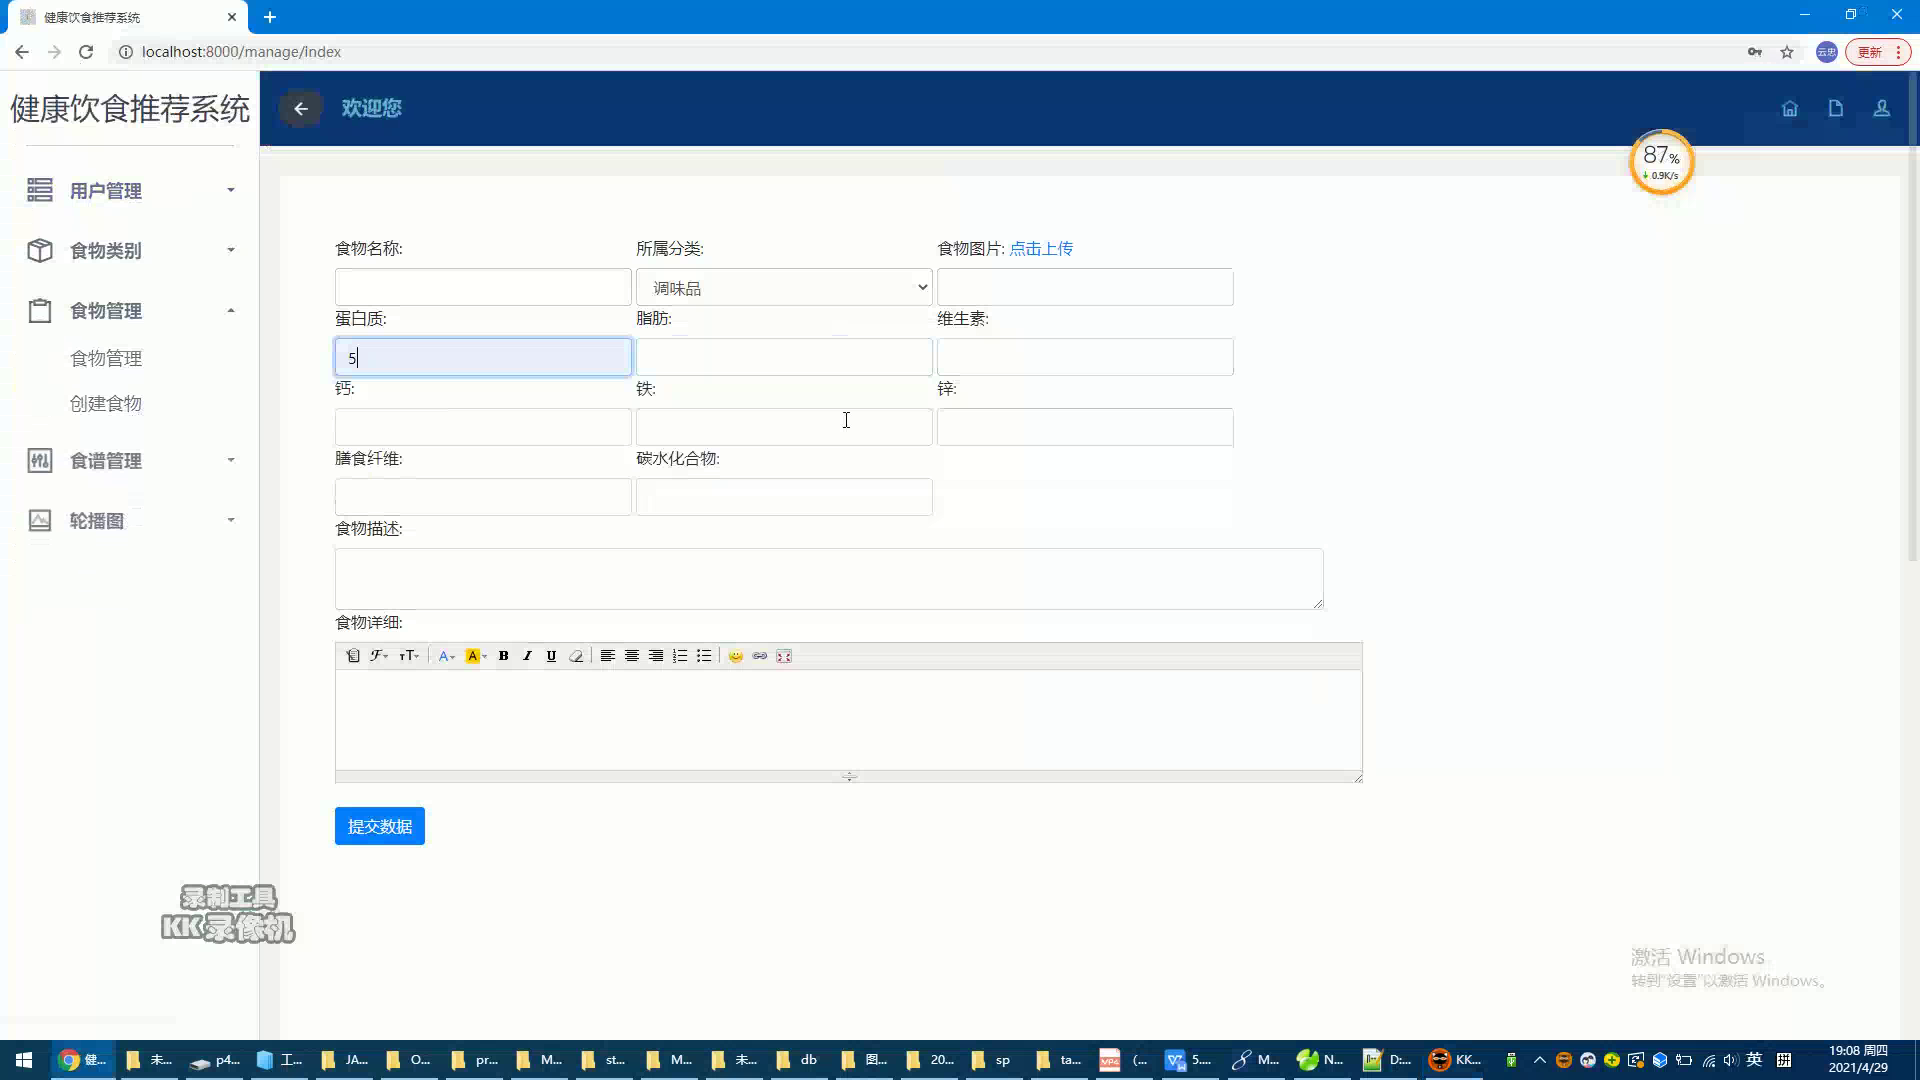 健康饮食推荐系统
localhost:8000/manage/index
云忠
更新
健康饮食推荐系统
欢迎您
87%
0.9K/s
用户管理
食物类别
食物管理
食物管理
创建食物
食谱管理
轮播图
食物名称:
所属分类:
食物图片: 点击上传
调味品
蛋白质:
脂肪:
维生素:
5
钙:
铁:
锌:
膳食纤维:
碳水化合物:
食物描述:
食物详细:
提交数据
录制工具
KK录像机
激活 Windows
转到"设置"以激活 Windows。
健...
未...
p4...
工...
JA...
O...
pr...
M...
st...
M...
未...
db
图...
20...
sp
ta...
(...
5....
M...
N...
D:...
KK...
英
拼
19:08 周四
2021/4/29